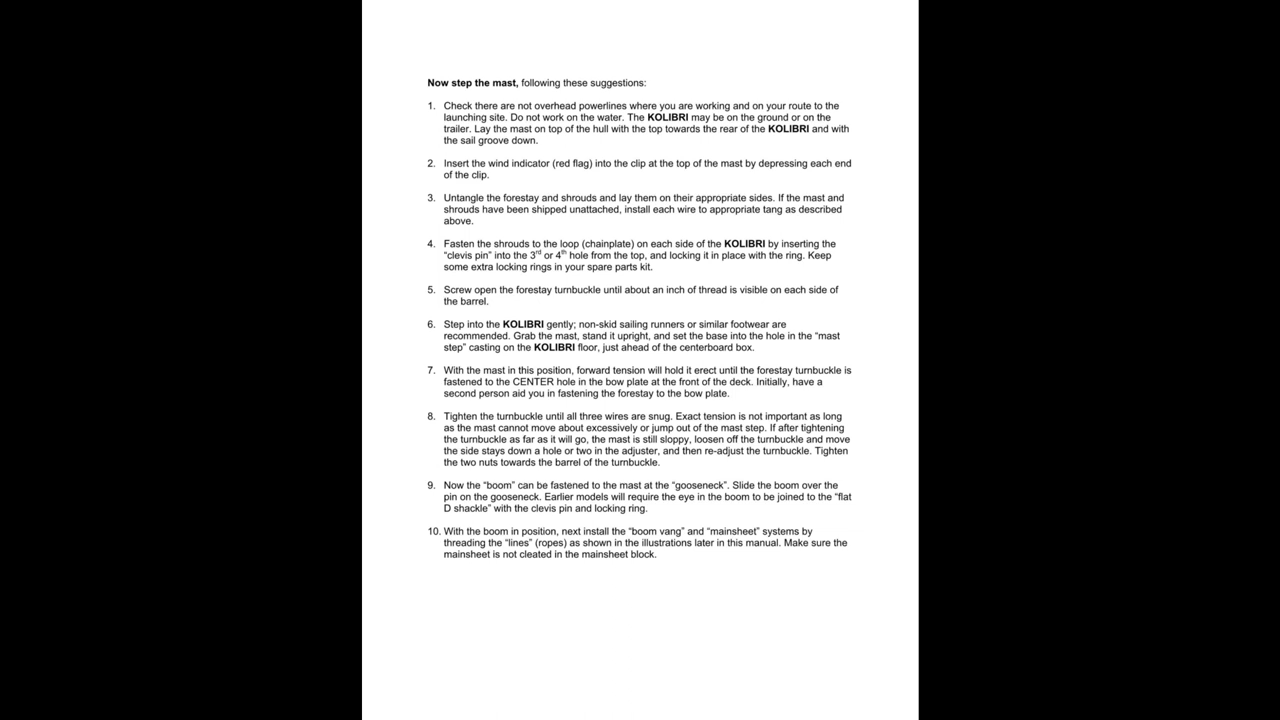 Now step the mast, following these suggestions:
1. Check there are not overhead powerlines where you are working and on your route to the
launching site. Do not work on the water. The KOLIBRI may be on the ground or on the
trailer. Lay the mast on top of the hull with the top towards the rear of the KOLIBRI and with
the sail groove down.
2. Insert the wind indicator (red flag) into the clip at the top of the mast by depressing each end
of the clip.
3. Untangle the forestay and shrouds and lay them on their appropriate sides. If the mast and
shrouds have been shipped unattached, install each wire to appropriate tang as described
above.
4. Fasten the shrouds to the loop (chainplate) on each side of the KOLIBRI by inserting the
“clevis pin” into the 3rd or 4th hole from the top, and locking it in place with the ring. Keep
some extra locking rings in your spare parts kit.
5. Screw open the forestay turnbuckle until about an inch of thread is visible on each side of
the barrel.
6. Step into the KOLIBRI gently; non-skid sailing runners or similar footwear are
recommended. Grab the mast, stand it upright, and set the base into the hole in the “mast
step” casting on the KOLIBRI floor, just ahead of the centerboard box.
7. With the mast in this position, forward tension will hold it erect until the forestay turnbuckle is
fastened to the CENTER hole in the bow plate at the front of the deck. Initially, have a
second person aid you in fastening the forestay to the bow plate.
8. Tighten the turnbuckle until all three wires are snug. Exact tension is not important as long
as the mast cannot move about excessively or jump out of the mast step. If after tightening
the turnbuckle as far as it will go, the mast is still sloppy, loosen off the turnbuckle and move
the side stays down a hole or two in the adjuster, and then re-adjust the turnbuckle. Tighten
the two nuts towards the barrel of the turnbuckle.
9. Now the “boom” can be fastened to the mast at the “gooseneck”. Slide the boom over the
pin on the gooseneck. Earlier models will require the eye in the boom to be joined to the “flat
D shackle” with the clevis pin and locking ring.
10. With the boom in position, next install the “boom vang” and “mainsheet” systems by
threading the “lines” (ropes) as shown in the illustrations later in this manual. Make sure the
mainsheet is not cleated in the mainsheet block.